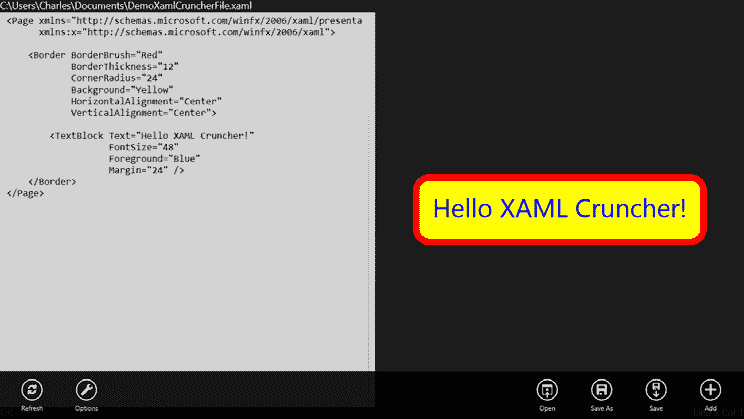 C:\Users\Charles\Documents\DemoXamlCruncherFile.xaml
<Page xmlns="http://schemas.microsoft.com/winfx/2006/xaml/presenta
xmlns:x="http://schemas.microsoft.com/winfx/2006/xaml">
<Border BorderBrush="Red"
BorderThickness="12"
CornerRadius="24"
Background="Yellow"
HorizontalAlignment="Center"
VerticalAlignment="Center">
<TextBlock Text="Hello XAML Cruncher!"
FontSize="48"
Foreground="Blue"
Margin="24" />
</Border>
</Page>
Hello XAML Cruncher!
Refresh
Options
Open
Save As
Save
Add